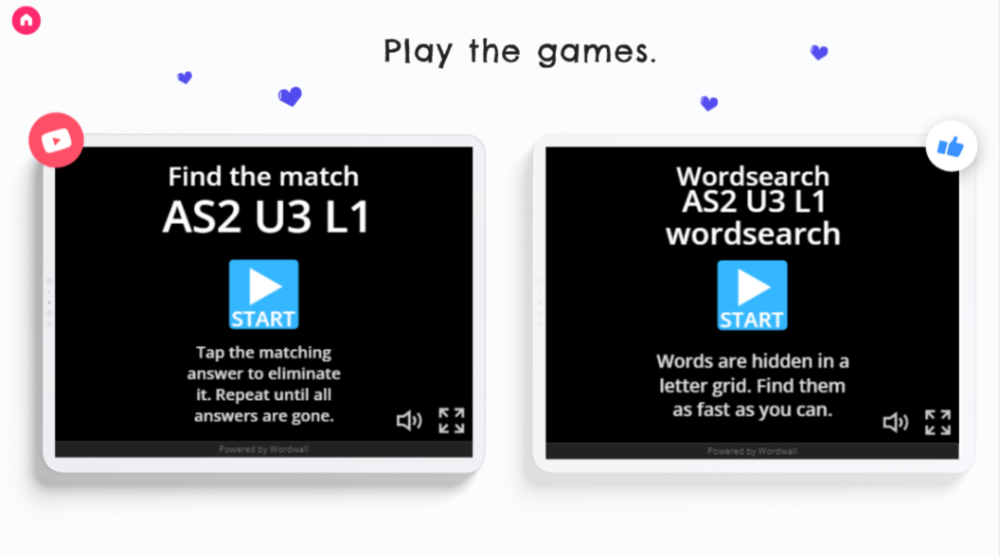 Play the games.
Find the match
AS2 U3 L1
START
Tap the matching
answer to eliminate
it. Repeat until all
answers are gone.
Powered by Wordwall
Wordsearch
AS2 U3 L1
wordsearch
START
Words are hidden in a
letter grid. Find them
as fast as you can.
Powered by Wordwall